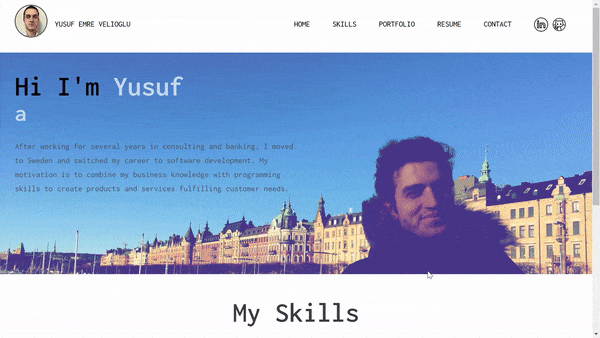 YUSUF EMRE VELIOGLU
HOME SKILLS PORTFOLIO RESUME CONTACT
Hi I'm Yusuf
a
After working for several years in consulting and banking, I moved
to Sweden and switched my career to software development. My
motivation is to combine my business knowledge with programming
skills to create products and services fulfilling customer needs.
My Skills